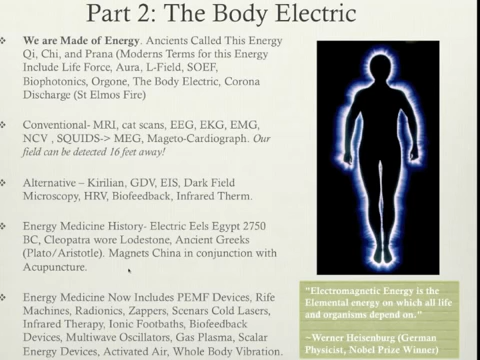 Part 2: The Body Electric
We are Made of Energy. Ancients Called This Energy
Qi, Chi, and Prana (Moderns Terms for this Energy
Include Life Force, Aura, L-Field, SOEF,
Biophotonics, Orgone, The Body Electric, Corona
Discharge (St Elmos Fire)
Conventional- MRI, cat scans, EEG, EKG, EMG,
NCV , SQUIDS-> MEG, Mageto-Cardiograph. Our
field can be detected 16 feet away!
Alternative – Kirilian, GDV, EIS, Dark Field
Microscopy, HRV, Biofeedback, Infrared Therm.
Energy Medicine History- Electric Eels Egypt 2750
BC, Cleopatra wore Lodestone, Ancient Greeks
(Plato/Aristotle). Magnets China in conjunction with
Acupuncture.
Energy Medicine Now Includes PEMF Devices, Rife
Machines, Radionics, Zappers, Scenars Cold Lasers,
Infrared Therapy, Ionic Footbaths, Biofeedback
Devices, Multiwave Oscillators, Gas Plasma, Scalar
Energy Devices, Activated Air, Whole Body Vibration.
"Electromagnetic Energy is the
Elemental energy on which all life
and organisms depend on."
~Werner Heisenburg (German
Physicist, Nobel Prize Winner)